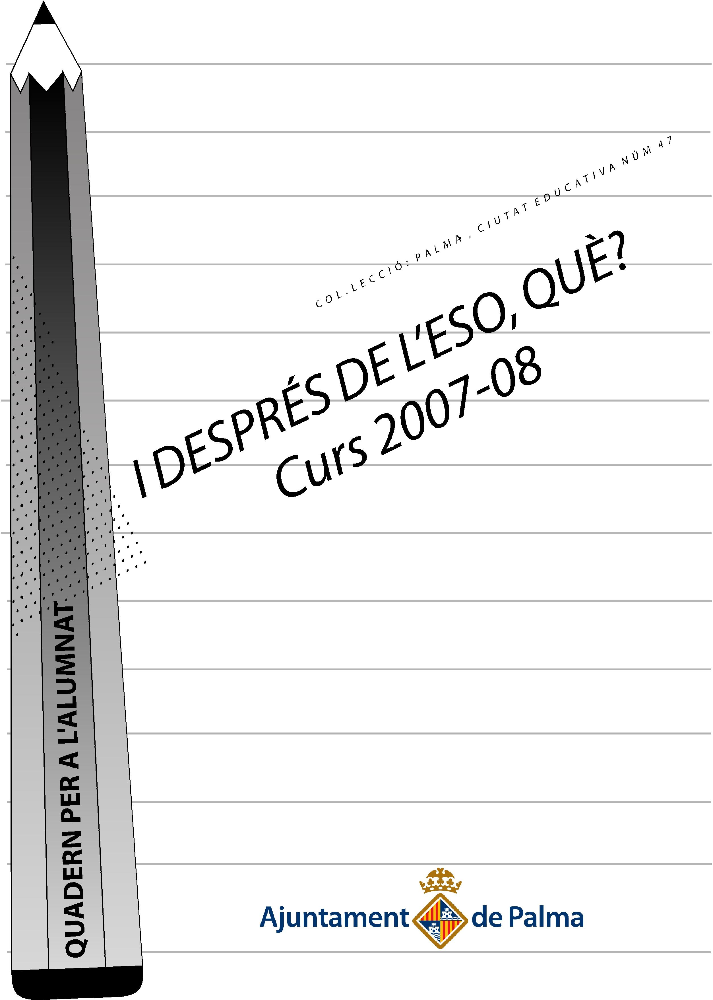 COL.LECCIÓ: PALMA, CIUTAT EDUCATIVA NÚM 47
I DESPRÉS DE L'ESO, QUÈ?
Curs 2007-08
QUADERN PER A L'ALUMNAT
Ajuntament de Palma